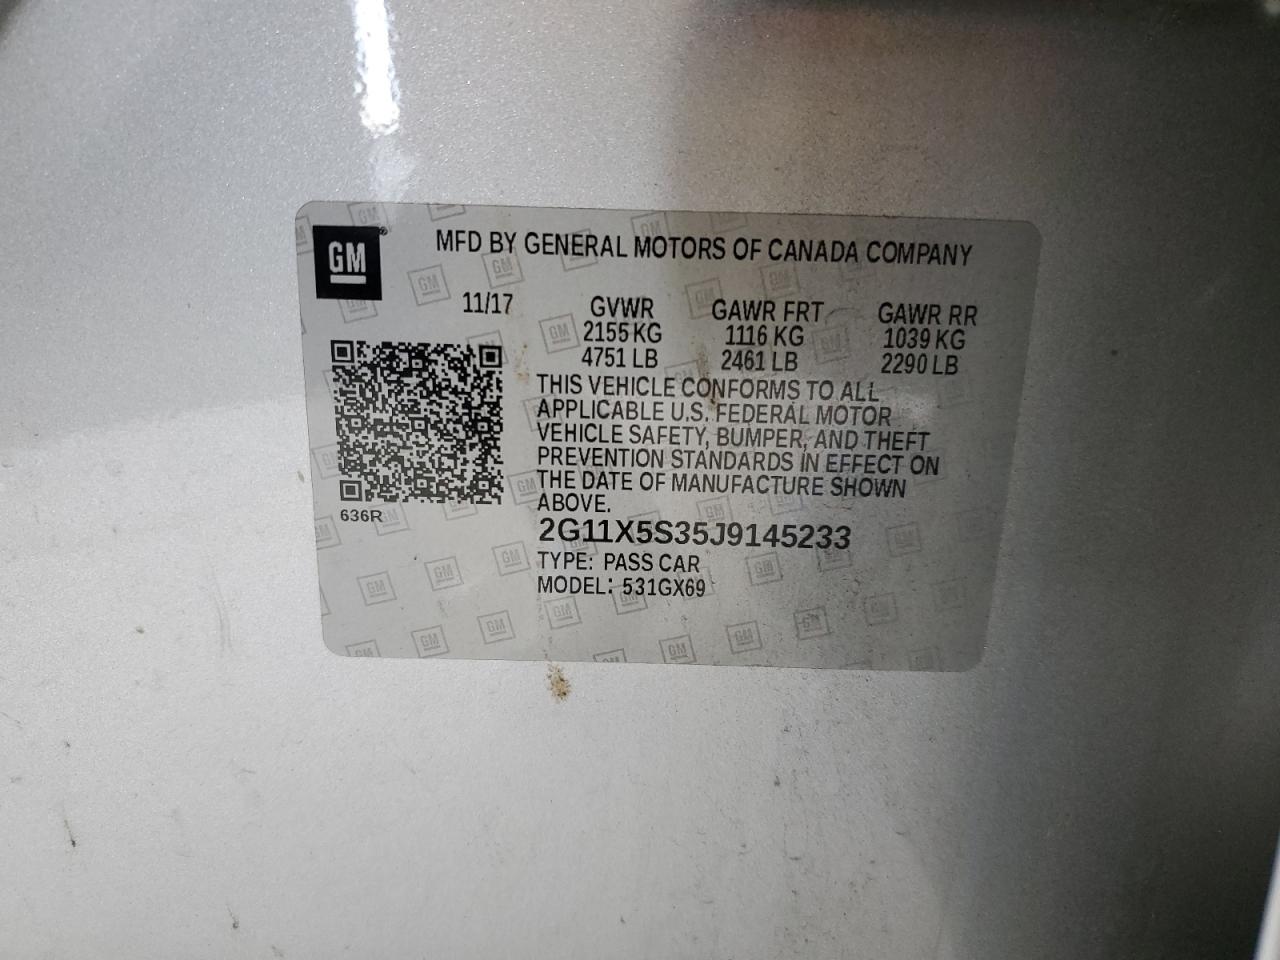 GM
MFD BY GENERAL MOTORS OF CANADA COMPANY
11/17 GVWR GAWR FRT GAWR RR
2155 KG 1116 KG 1039 KG
4751 LB 2461 LB 2290 LB
THIS VEHICLE CONFORMS TO ALL
APPLICABLE U.S. FEDERAL MOTOR
VEHICLE SAFETY, BUMPER, AND THEFT
PREVENTION STANDARDS IN EFFECT ON
THE DATE OF MANUFACTURE SHOWN
ABOVE.
636R
2G11X5S35J9145233
TYPE: PASS CAR
MODEL: 531GX69